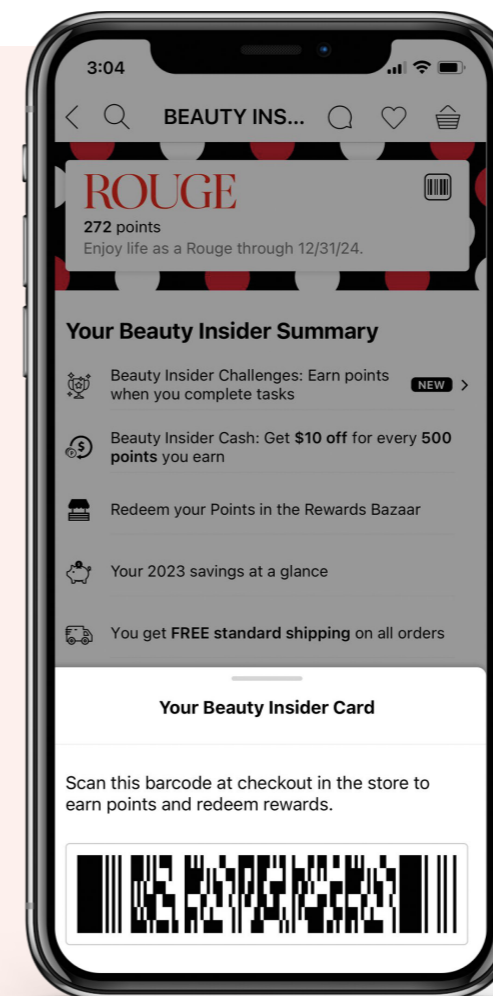 3:04
BEAUTY INS...
ROUGE
272 points
Enjoy life as a Rouge through 12/31/24.
Your Beauty Insider Summary
Beauty Insider Challenges: Earn points
when you complete tasks
NEW
Beauty Insider Cash: Get $10 off for every 500
points you earn
Redeem your Points in the Rewards Bazaar
Your 2023 savings at a glance
You get FREE standard shipping on all orders
Your Beauty Insider Card
Scan this barcode at checkout in the store to
earn points and redeem rewards.